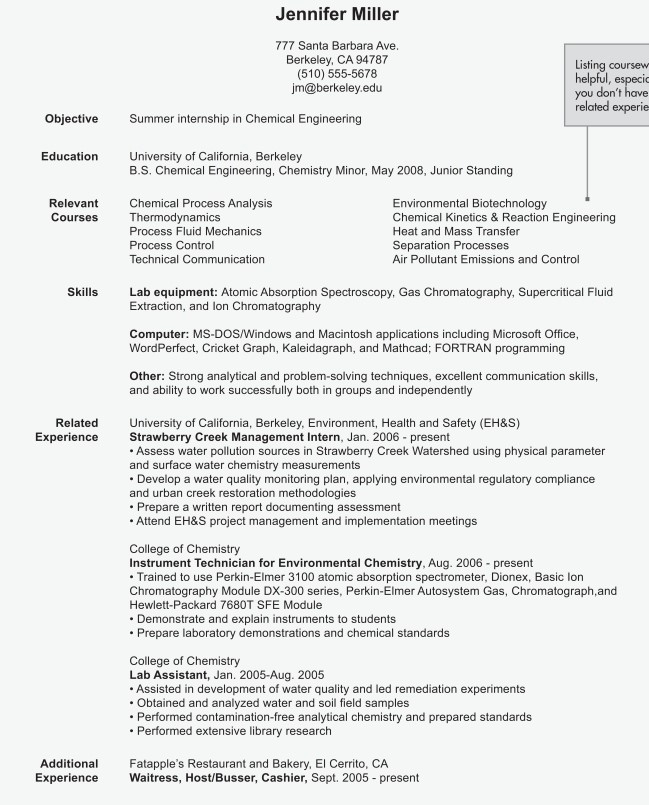 Jennifer Miller
777 Santa Barbara Ave.
Berkeley, CA 94787
(510) 555-5678
jm@berkeley.edu
Listing coursew
helpful, especia
you don't have
related experie
Objective Summer internship in Chemical Engineering
Education University of California, Berkeley
B.S. Chemical Engineering, Chemistry Minor, May 2008, Junior Standing
Relevant Chemical Process Analysis Environmental Biotechnology
Courses Thermodynamics Chemical Kinetics & Reaction Engineering
Process Fluid Mechanics Heat and Mass Transfer
Process Control Separation Processes
Technical Communication Air Pollutant Emissions and Control
Skills Lab equipment: Atomic Absorption Spectroscopy, Gas Chromatography, Supercritical Fluid
Extraction, and Ion Chromatography
Computer: MS-DOS/Windows and Macintosh applications including Microsoft Office,
WordPerfect, Cricket Graph, Kaleidagraph, and Mathcad; FORTRAN programming
Other: Strong analytical and problem-solving techniques, excellent communication skills,
and ability to work successfully both in groups and independently
Related University of California, Berkeley, Environment, Health and Safety (EH&S)
Experience Strawberry Creek Management Intern, Jan. 2006 - present
• Assess water pollution sources in Strawberry Creek Watershed using physical parameter
and surface water chemistry measurements
• Develop a water quality monitoring plan, applying environmental regulatory compliance
and urban creek restoration methodologies
• Prepare a written report documenting assessment
• Attend EH&S project management and implementation meetings
College of Chemistry
Instrument Technician for Environmental Chemistry, Aug. 2006 - present
• Trained to use Perkin-Elmer 3100 atomic absorption spectrometer, Dionex, Basic Ion
Chromatography Module DX-300 series, Perkin-Elmer Autosystem Gas, Chromatograph,and
Hewlett-Packard 7680T SFE Module
• Demonstrate and explain instruments to students
• Prepare laboratory demonstrations and chemical standards
College of Chemistry
Lab Assistant, Jan. 2005-Aug. 2005
• Assisted in development of water quality and led remediation experiments
• Obtained and analyzed water and soil field samples
• Performed contamination-free analytical chemistry and prepared standards
• Performed extensive library research
Additional Fatapple's Restaurant and Bakery, El Cerrito, CA
Experience Waitress, Host/Busser, Cashier, Sept. 2005 - present